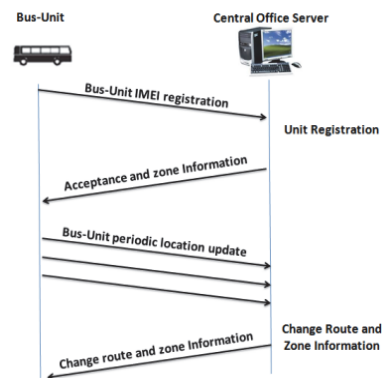 Bus-Unit
Central Office Server
Bus-Unit IMEI registration
Unit Registration
Acceptance and zone Information
Bus-Unit periodic location update
Change Route and
Zone Information
Change route and zone Information